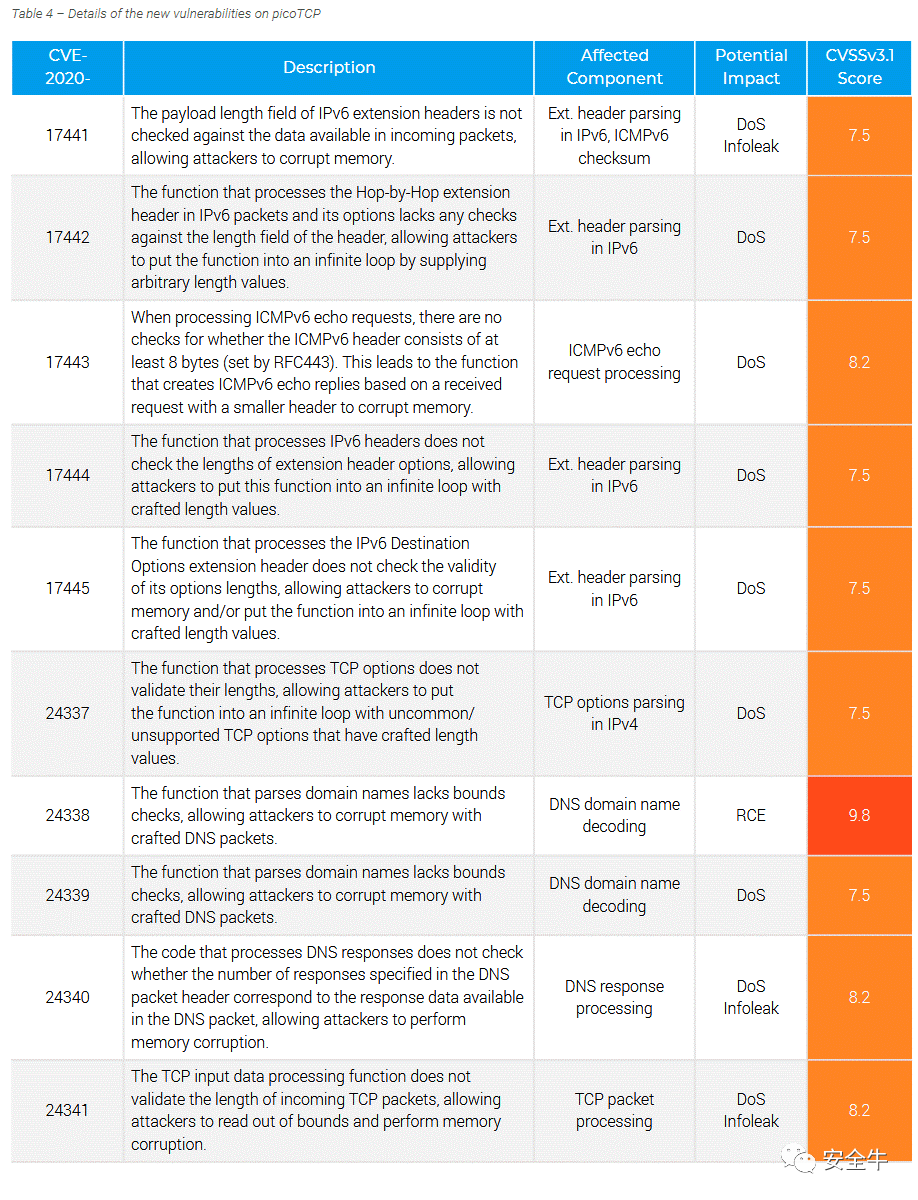 Table 4 – Details of the new vulnerabilities on picoTCP
CVE-
2020-
Description
Affected
Component
Potential
Impact
CVSSv3.1
Score
17441
The payload length field of IPv6 extension headers is not
checked against the data available in incoming packets,
allowing attackers to corrupt memory.
Ext. header parsing
in IPv6, ICMPv6
checksum
DoS
Infoleak
7.5
17442
The function that processes the Hop-by-Hop extension
header in IPv6 packets and its options lacks any checks
against the length field of the header, allowing attackers
to put the function into an infinite loop by supplying
arbitrary length values.
Ext. header parsing
in IPv6
DoS
7.5
17443
When processing ICMPv6 echo requests, there are no
checks for whether the ICMPv6 header consists of at
least 8 bytes (set by RFC443). This leads to the function
that creates ICMPv6 echo replies based on a received
request with a smaller header to corrupt memory.
ICMPv6 echo
request processing
DoS
8.2
17444
The function that processes IPv6 headers does not
check the lengths of extension header options, allowing
attackers to put this function into an infinite loop with
crafted length values.
Ext. header parsing
in IPv6
DoS
7.5
17445
The function that processes the IPv6 Destination
Options extension header does not check the validity
of its options lengths, allowing attackers to corrupt
memory and/or put the function into an infinite loop with
crafted length values.
Ext. header parsing
in IPv6
DoS
7.5
24337
The function that processes TCP options does not
validate their lengths, allowing attackers to put
the function into an infinite loop with uncommon/
unsupported TCP options that have crafted length
values.
TCP options parsing
in IPv4
DoS
7.5
24338
The function that parses domain names lacks bounds
checks, allowing attackers to corrupt memory with
crafted DNS packets.
DNS domain name
decoding
RCE
9.8
24339
The function that parses domain names lacks bounds
checks, allowing attackers to corrupt memory with
crafted DNS packets.
DNS domain name
decoding
DoS
7.5
24340
The code that processes DNS responses does not check
whether the number of responses specified in the DNS
packet header correspond to the response data available
in the DNS packet, allowing attackers to perform
memory corruption.
DNS response
processing
DoS
Infoleak
8.2
24341
The TCP input data processing function does not
validate the length of incoming TCP packets, allowing
attackers to read out of bounds and perform memory
corruption.
TCP packet
processing
DoS
Infoleak
8.2
安全牛